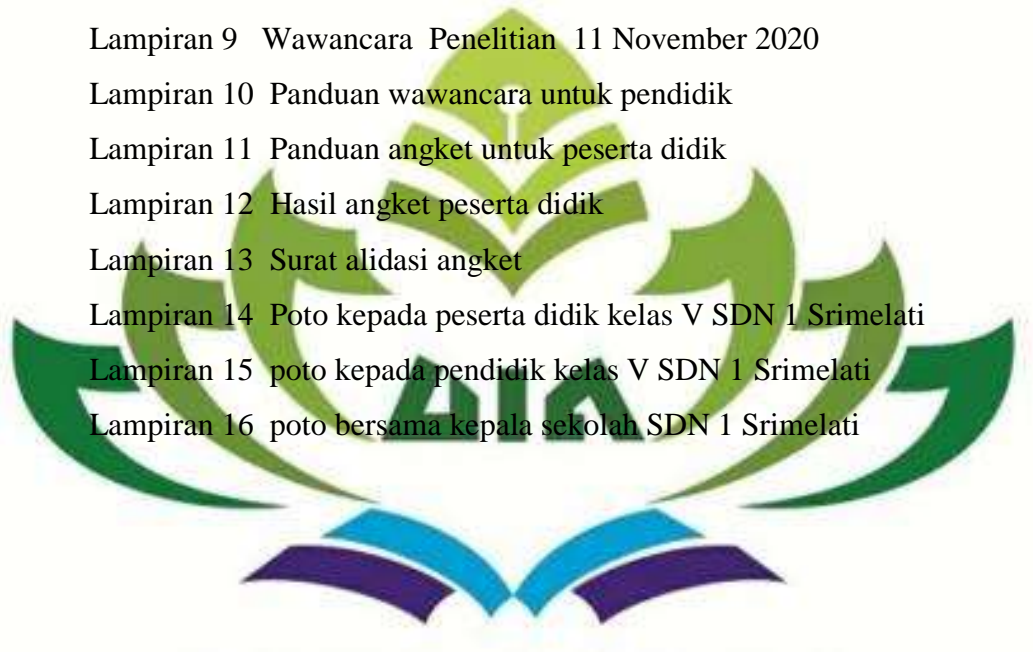 Lampiran 9 Wawancara Penelitian 11 November 2020
Lampiran 10 Panduan wawancara untuk pendidik
Lampiran 11 Panduan angket untuk peserta didik
Lampiran 12 Hasil angket peserta didik
Lampiran 13 Surat alidasi angket
Lampiran 14 Poto kepada peserta didik kelas V SDN 1 Srimelati
Lampiran 15 poto kepada pendidik kelas V SDN 1 Srimelati
Lampiran 16 poto bersama kepala sekolah SDN 1 Srimelati